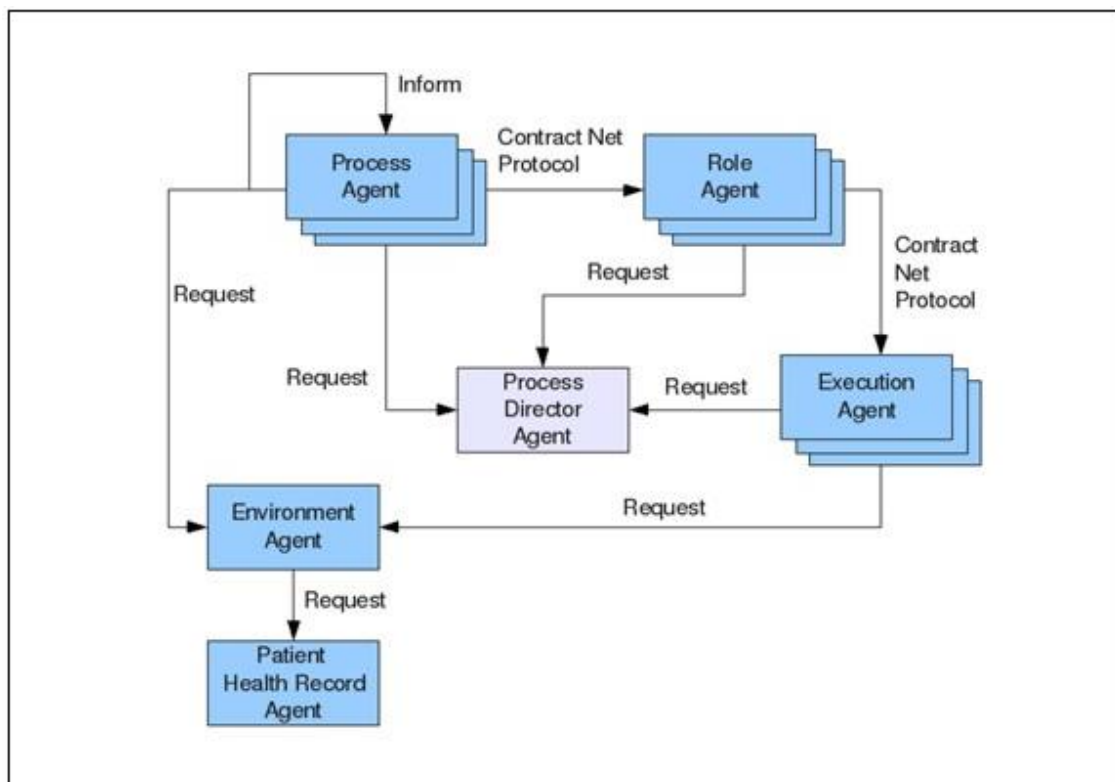 Inform
Process
Agent
Contract Net
Protocol
Role
Agent
Contract
Net
Protocol
Request
Request
Request
Process
Director
Agent
Request
Execution
Agent
Environment
Agent
Request
Request
Patient
Health Record
Agent